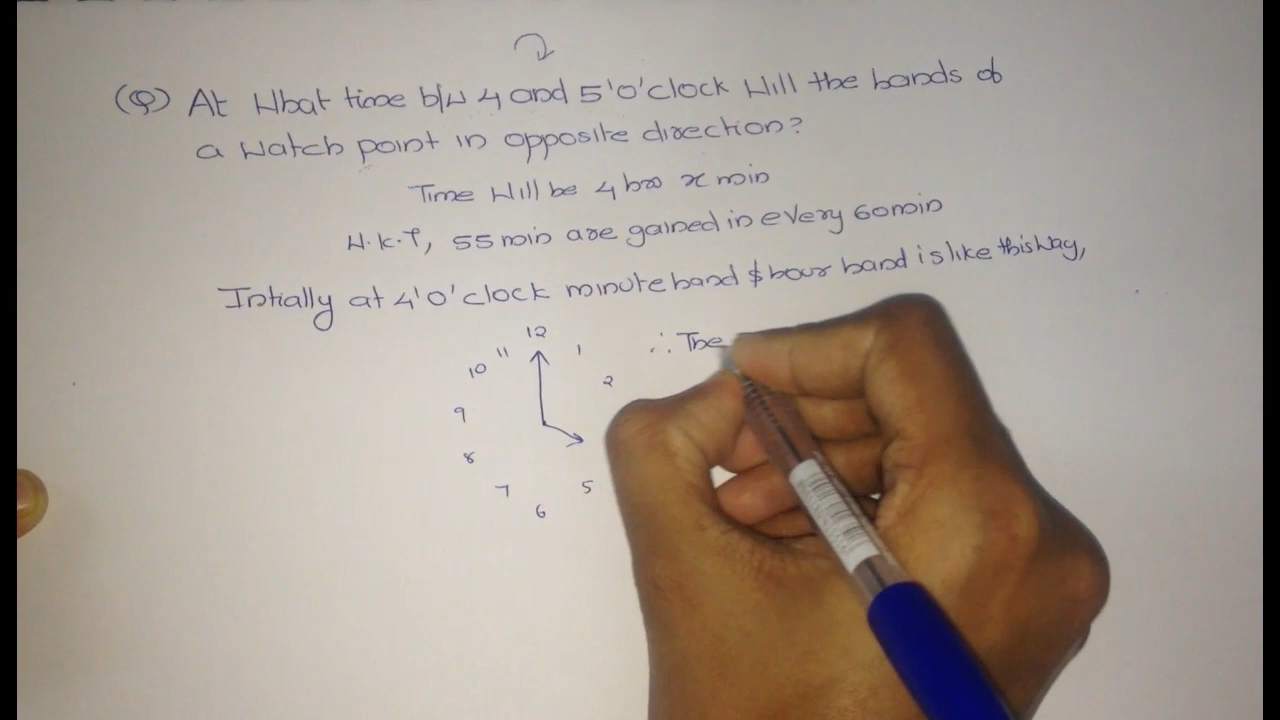 (Q) At What time b/w 4 and 5'o'clock Will the hands of
a Watch point in opposite direction?
Time Will be 4 hrs x min
W.K.T, 55 min are gained in every 60 min
Intially at 4'o'clock minute hand & hour hand is like this Way,
12
11
1
∴ The
10
2
9
8
7
5
6